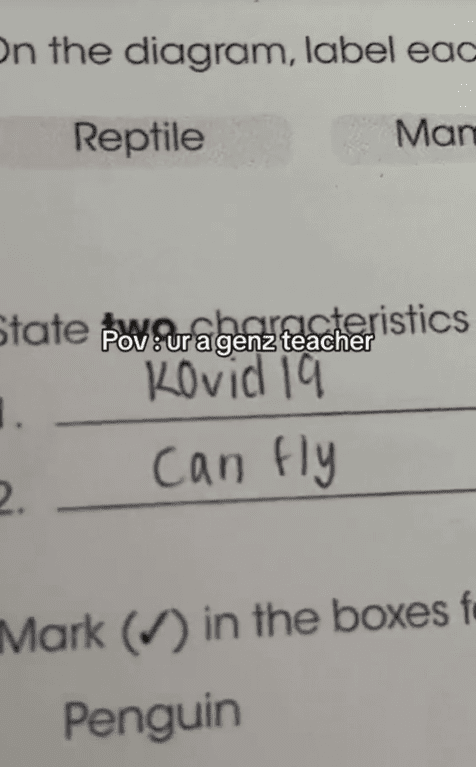 On the diagram, label eac
Reptile Mam
State two characteristics
Pov : ur a genz teacher
1. Kovid 19
2. Can fly
Mark (✓) in the boxes f
Penguin